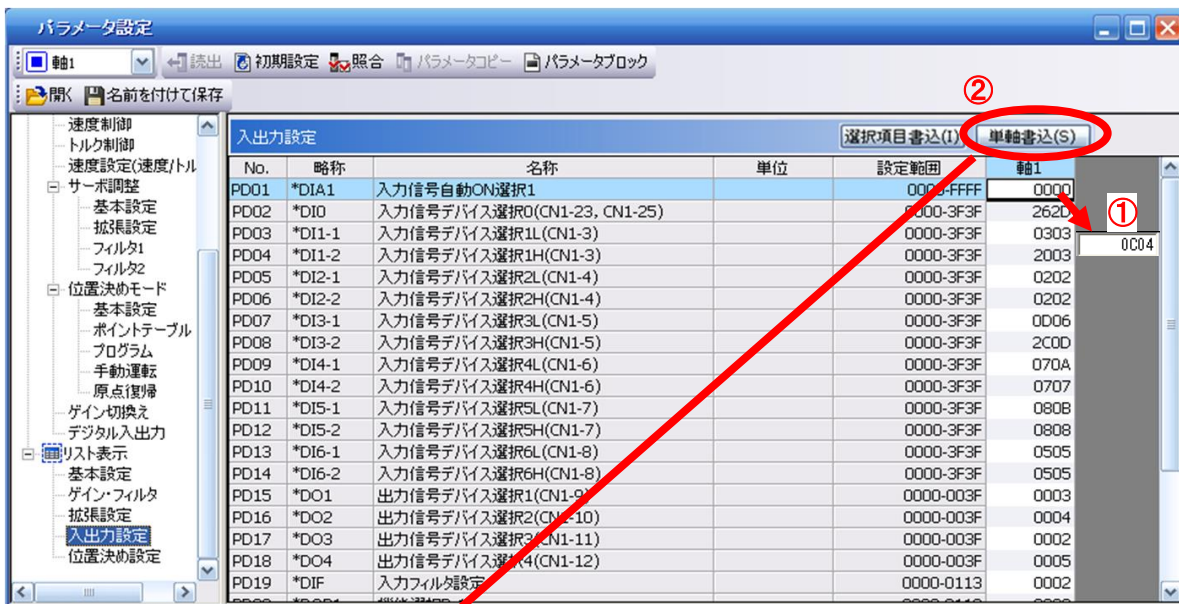 パラメータ設定
軸1 読出 初期設定 照合 パラメータコピー パラメータブロック
開く 名前を付けて保存
②
速度制御
トルク制御
速度設定(速度/トル
サーボ調整
基本設定
拡張設定
フィルタ1
フィルタ2
位置決めモード
基本設定
ポイントテーブル
プログラム
手動運転
原点復帰
ゲイン切換え
デジタル入出力
リスト表示
基本設定
ゲイン・フィルタ
拡張設定
入出力設定
位置決め設定
入出力設定 選択項目書込(I) 単軸書込(S)
No. 略称 名称 単位 設定範囲 軸1
PD01 *DIA1 入力信号自動ON選択1 0000-FFFF 0000
PD02 *DI0 入力信号デバイス選択0(CN1-23, CN1-25) 0000-3F3F 262D
①
PD03 *DI1-1 入力信号デバイス選択1L(CN1-3) 0000-3F3F 0303
0C04
PD04 *DI1-2 入力信号デバイス選択1H(CN1-3) 0000-3F3F 2003
PD05 *DI2-1 入力信号デバイス選択2L(CN1-4) 0000-3F3F 0202
PD06 *DI2-2 入力信号デバイス選択2H(CN1-4) 0000-3F3F 0202
PD07 *DI3-1 入力信号デバイス選択3L(CN1-5) 0000-3F3F 0D06
PD08 *DI3-2 入力信号デバイス選択3H(CN1-5) 0000-3F3F 2C0D
PD09 *DI4-1 入力信号デバイス選択4L(CN1-6) 0000-3F3F 070A
PD10 *DI4-2 入力信号デバイス選択4H(CN1-6) 0000-3F3F 0707
PD11 *DI5-1 入力信号デバイス選択5L(CN1-7) 0000-3F3F 080B
PD12 *DI5-2 入力信号デバイス選択5H(CN1-7) 0000-3F3F 0808
PD13 *DI6-1 入力信号デバイス選択6L(CN1-8) 0000-3F3F 0505
PD14 *DI6-2 入力信号デバイス選択6H(CN1-8) 0000-3F3F 0505
PD15 *DO1 出力信号デバイス選択1(CN1-9) 0000-003F 0003
PD16 *DO2 出力信号デバイス選択2(CN1-10) 0000-003F 0004
PD17 *DO3 出力信号デバイス選択3(CN1-11) 0000-003F 0002
PD18 *DO4 出力信号デバイス選択4(CN1-12) 0000-003F 0005
PD19 *DIF 入力フィルタ設定 0000-0113 0002